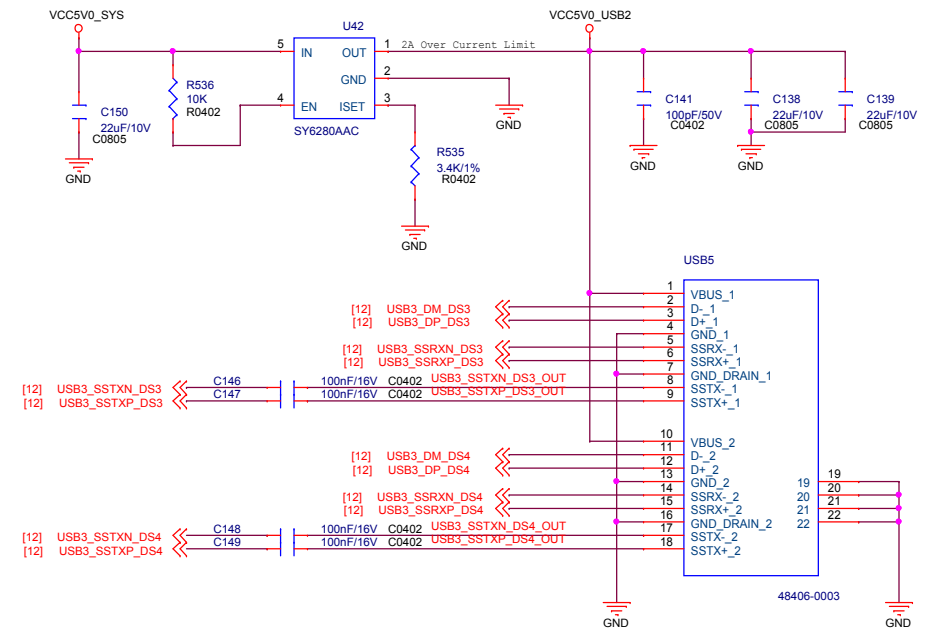 VCC5V0_SYS
VCC5V0_USB2
U42
5 IN OUT 1 2A Over Current Limit
GND 2
4 EN ISET 3
SY6280AAC
R536
10K
R0402
C150
22uF/10V
C0805
GND
GND
R535
3.4K/1%
R0402
GND
C141
100pF/50V
C0402
GND
C138
22uF/10V
C0805
GND
C139
22uF/10V
C0805
USB5
1 VBUS_1
[12] USB3_DM_DS3 2 D-_1
[12] USB3_DP_DS3 3 D+_1
4 GND_1
[12] USB3_SSRXN_DS3 5 SSRX-_1
[12] USB3_SSRXP_DS3 6 SSRX+_1
7 GND_DRAIN_1
[12] USB3_SSTXN_DS3 C146 100nF/16V C0402 USB3_SSTXN_DS3_OUT 8 SSTX-_1
[12] USB3_SSTXP_DS3 C147 100nF/16V C0402 USB3_SSTXP_DS3_OUT 9 SSTX+_1
10 VBUS_2
[12] USB3_DM_DS4 11 D-_2
[12] USB3_DP_DS4 12 D+_2
13 GND_2 19 19
[12] USB3_SSRXN_DS4 14 SSRX-_2 20 20
[12] USB3_SSRXP_DS4 15 SSRX+_2 21 21
16 GND_DRAIN_2 22 22
[12] USB3_SSTXN_DS4 C148 100nF/16V C0402 USB3_SSTXN_DS4_OUT 17 SSTX-_2
[12] USB3_SSTXP_DS4 C149 100nF/16V C0402 USB3_SSTXP_DS4_OUT 18 SSTX+_2
48406-0003
GND
GND